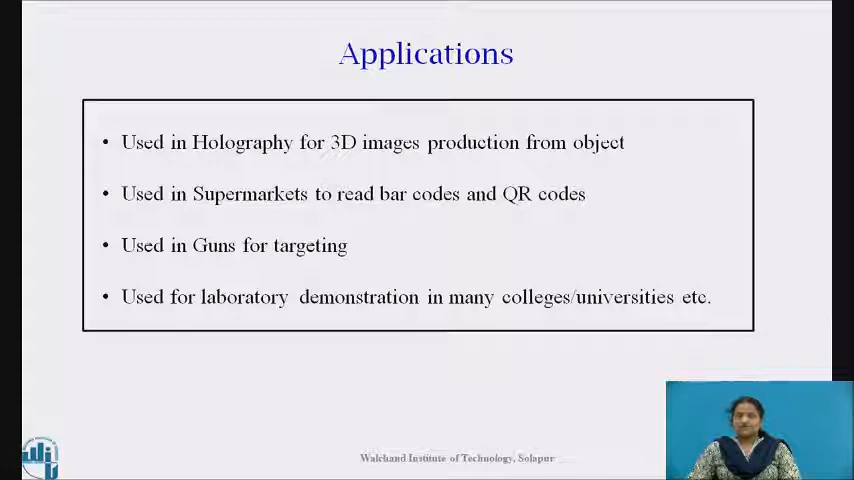 Applications
• Used in Holography for 3D images production from object
• Used in Supermarkets to read bar codes and QR codes
• Used in Guns for targeting
• Used for laboratory demonstration in many colleges/universities etc.
Walchand Institute of Technology, Solapur